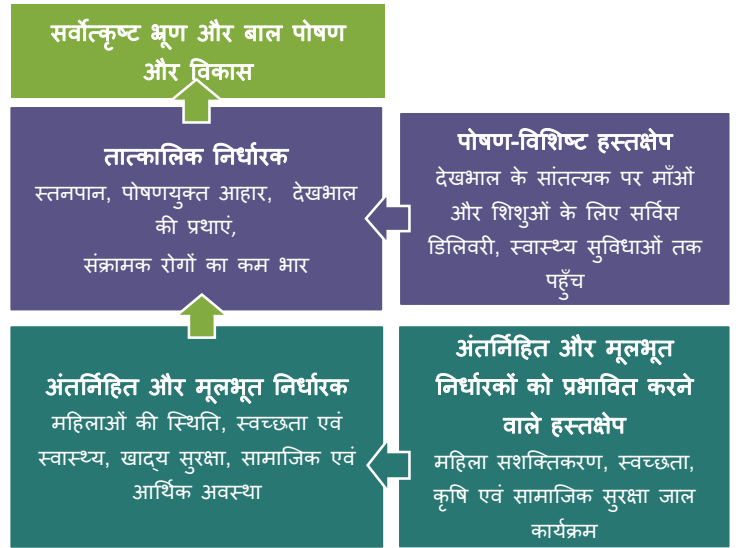 सर्वोत्कृष्ट भ्रूण और बाल पोषण
और विकास
तात्कालिक निर्धारक
स्तनपान, पोषणयुक्त आहार, देखभाल
की प्रथाएं,
संक्रामक रोगों का कम भार
पोषण-विशिष्ट हस्तक्षेप
देखभाल के सांतत्यक पर माँओं
और शिशुओं के लिए सर्विस
डिलिवरी, स्वास्थ्य सुविधाओं तक
पहुँच
अंतर्निहित और मूलभूत निर्धारक
महिलाओं की स्थिति, स्वच्छता एवं
स्वास्थ्य, खाद्य सुरक्षा, सामाजिक एवं
आर्थिक अवस्था
अंतर्निहित और मूलभूत
निर्धारकों को प्रभावित करने
वाले हस्तक्षेप
महिला सशक्तिकरण, स्वच्छता,
कृषि एवं सामाजिक सुरक्षा जाल
कार्यक्रम